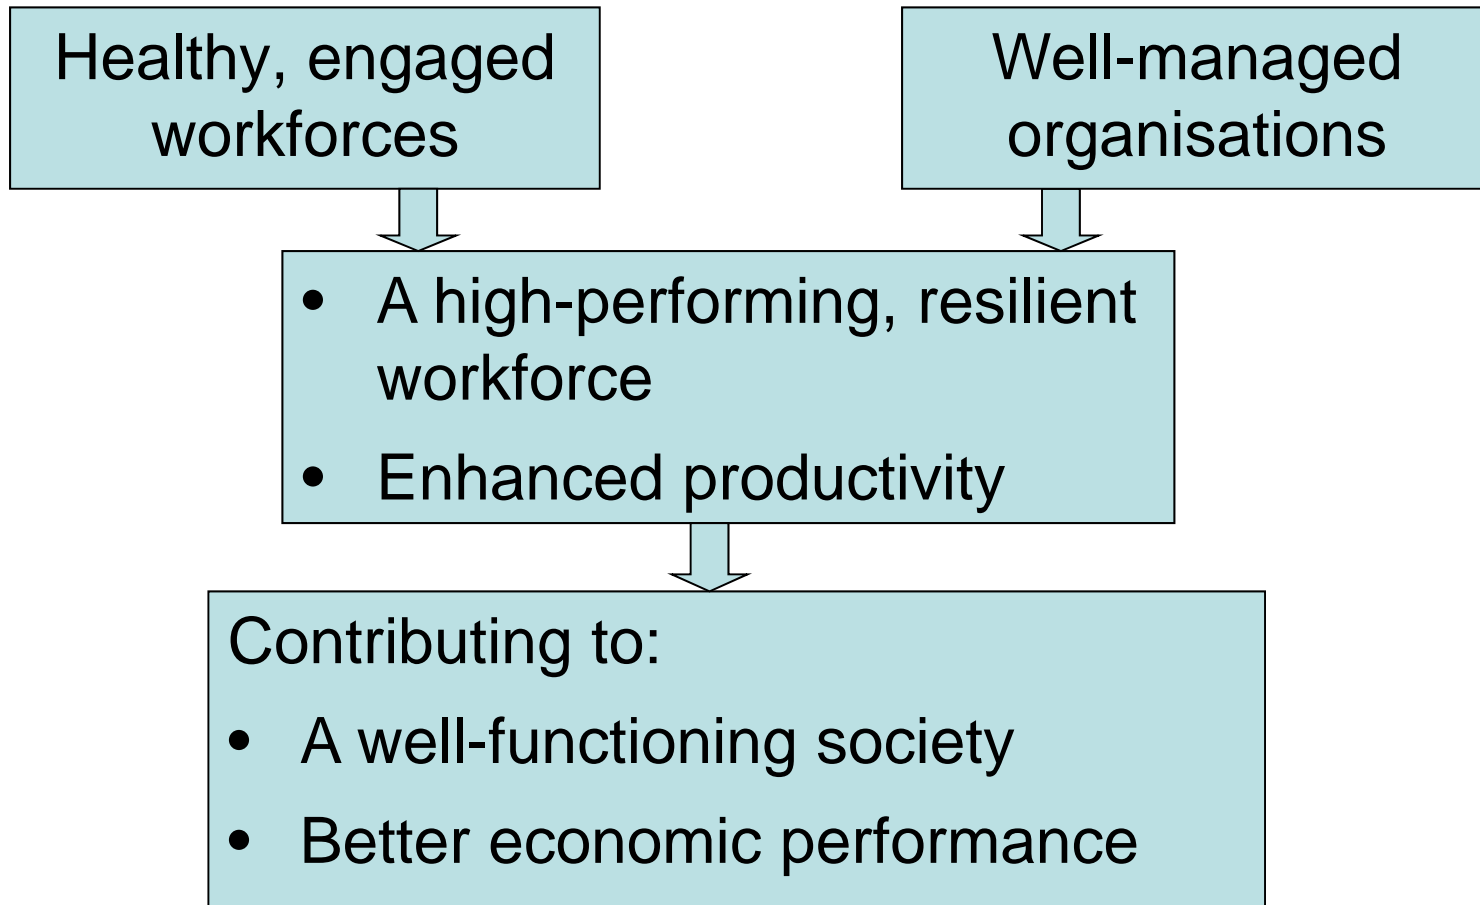 Healthy, engaged
workforces
Well-managed
organisations
• A high-performing, resilient
workforce
• Enhanced productivity
Contributing to:
• A well-functioning society
• Better economic performance